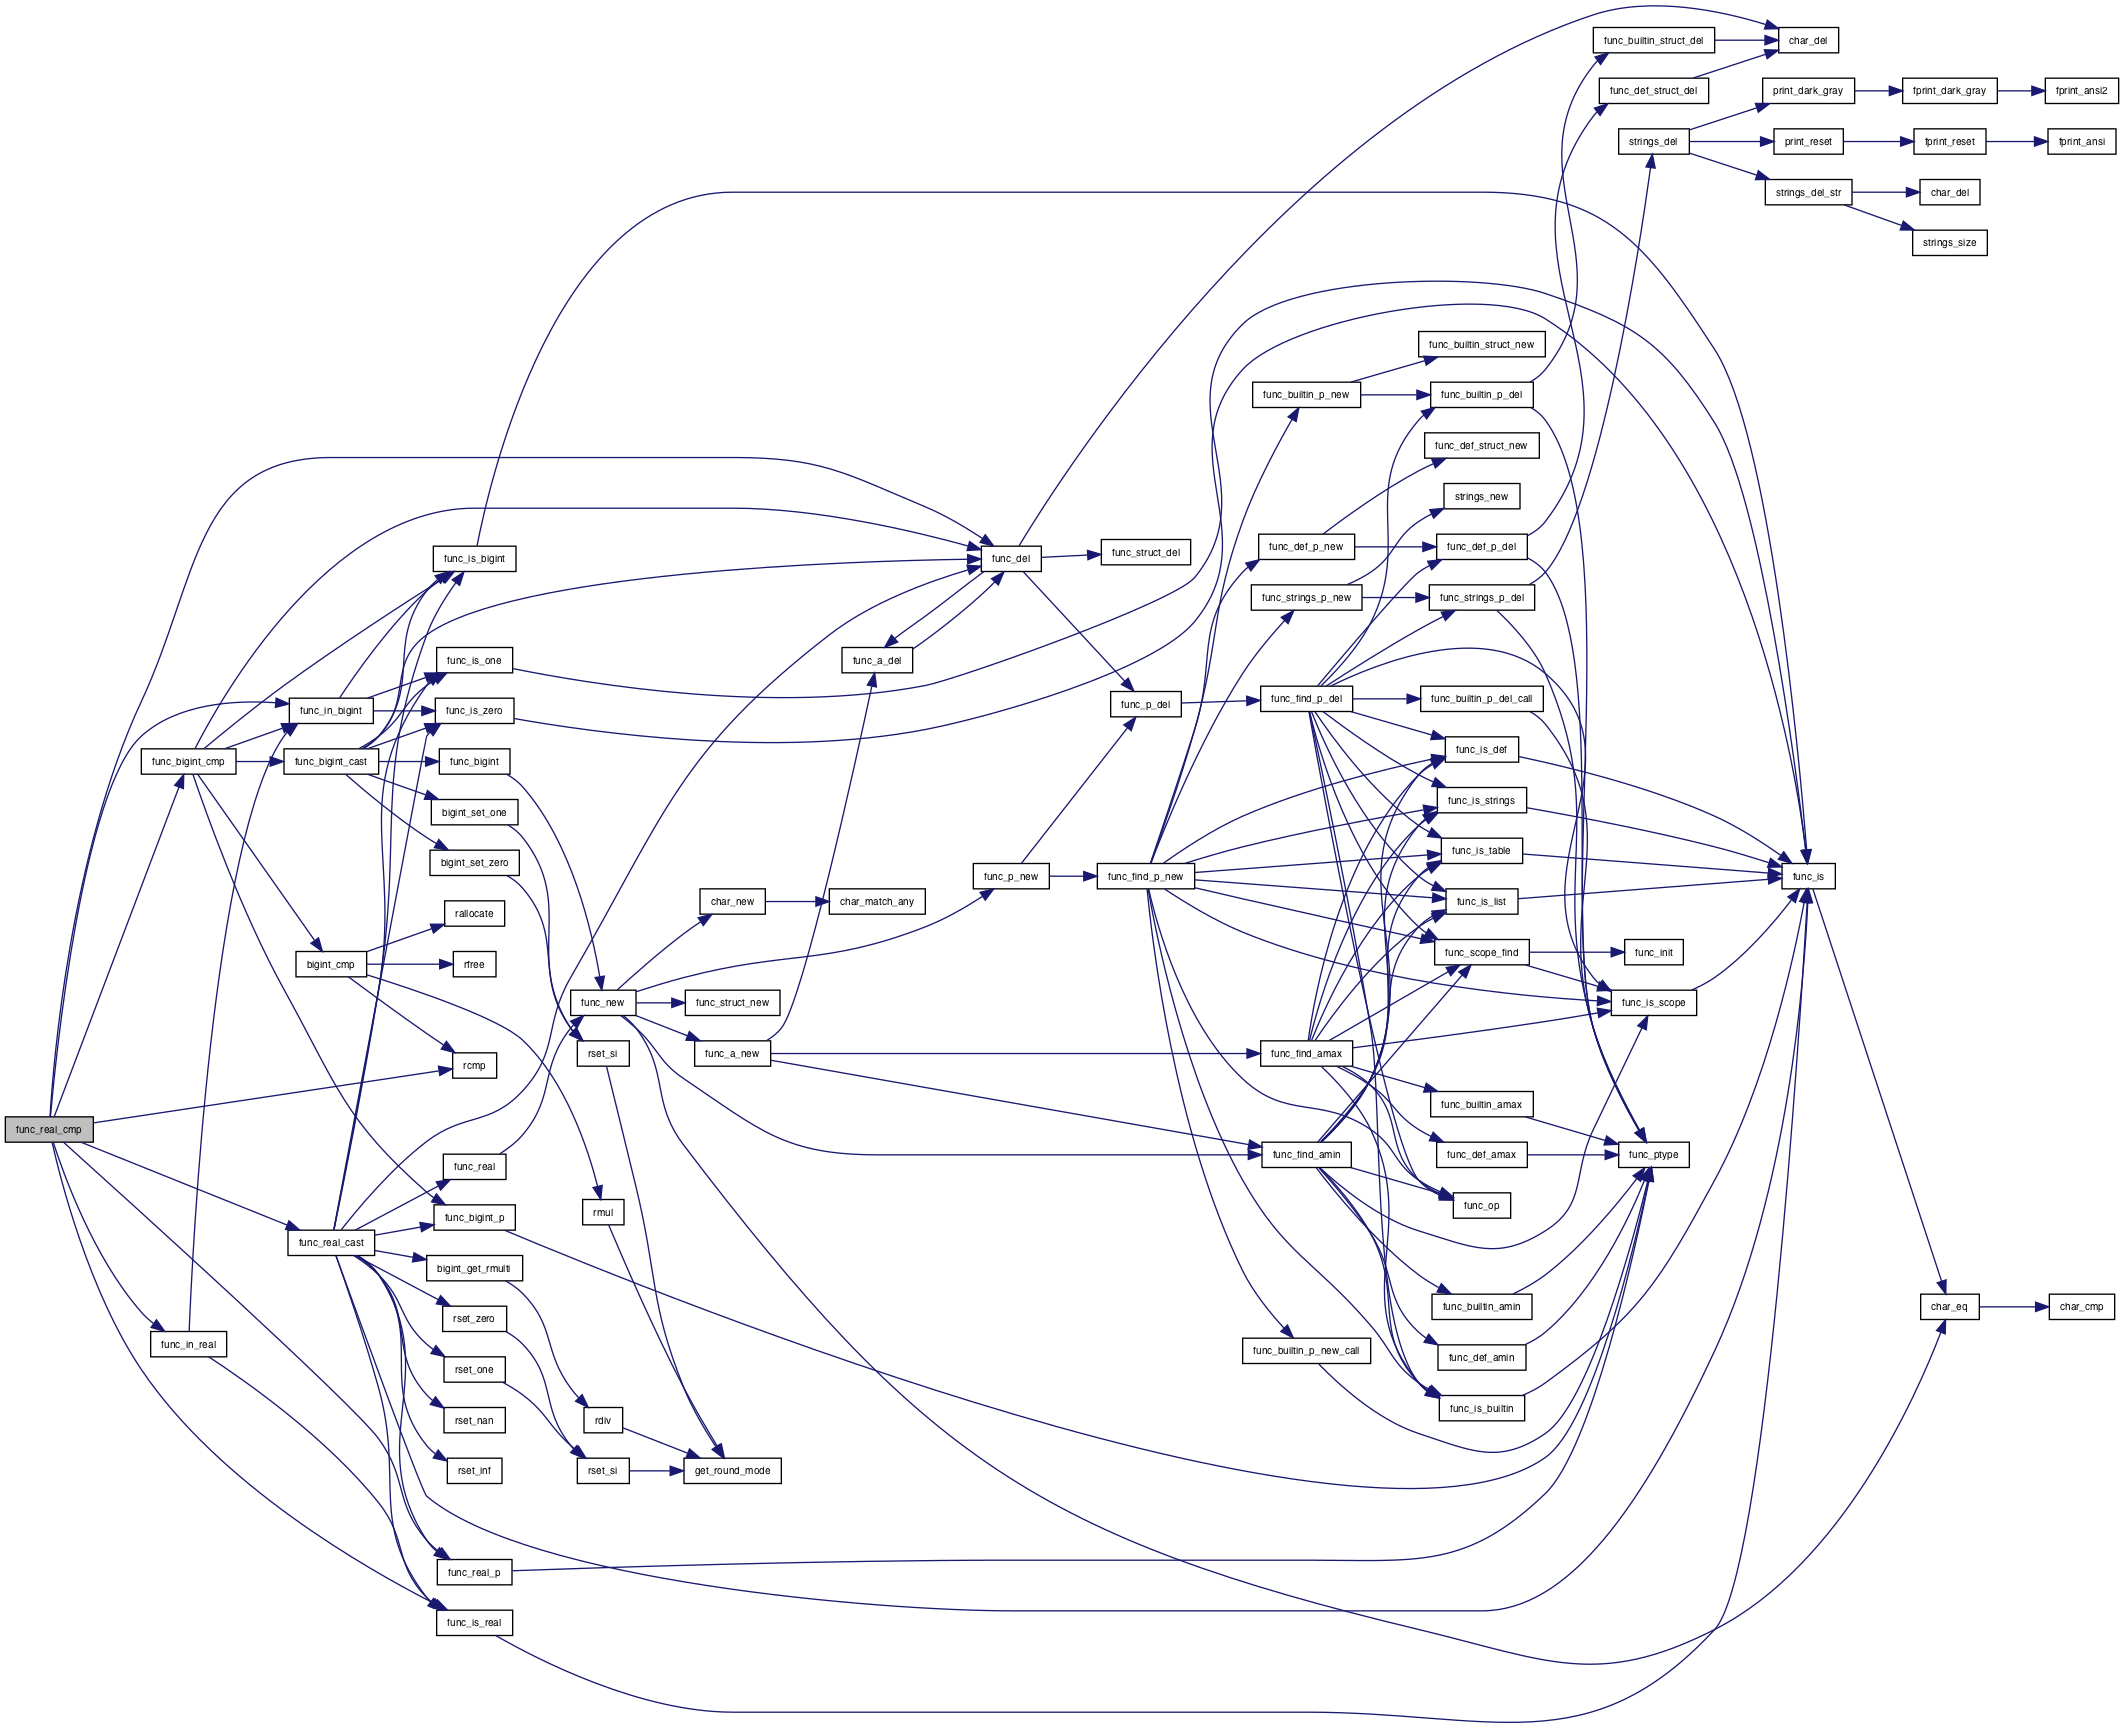 func_real_cmp
func_bigint_cmp
func_in_real
func_in_bigint
func_bigint_cast
bigint_cmp
func_real_cast
func_is_bigint
func_is_one
func_is_zero
func_bigint
bigint_set_one
bigint_set_zero
rallocate
rfree
rcmp
func_real
func_bigint_p
bigint_get_rmulti
rset_zero
rset_one
rset_nan
rset_inf
func_real_p
func_is_real
func_new
rset_si
rmul
rdiv
rset_si
char_new
func_struct_new
func_a_new
get_round_mode
func_a_del
char_match_any
func_del
func_p_new
func_struct_del
func_p_del
func_find_p_new
func_builtin_p_new
func_def_p_new
func_strings_p_new
func_find_p_del
func_find_amax
func_find_amin
func_builtin_p_new_call
func_builtin_struct_new
func_builtin_p_del
func_def_struct_new
strings_new
func_def_p_del
func_strings_p_del
func_builtin_p_del_call
func_is_def
func_is_strings
func_is_table
func_is_list
func_scope_find
func_builtin_amax
func_def_amax
func_op
func_builtin_amin
func_def_amin
func_is_builtin
func_builtin_struct_del
func_def_struct_del
strings_del
func_init
func_is_scope
func_ptype
char_del
print_dark_gray
print_reset
strings_del_str
func_is
fprint_dark_gray
fprint_reset
char_del
strings_size
char_eq
fprint_ansi2
fprint_ansi
char_cmp